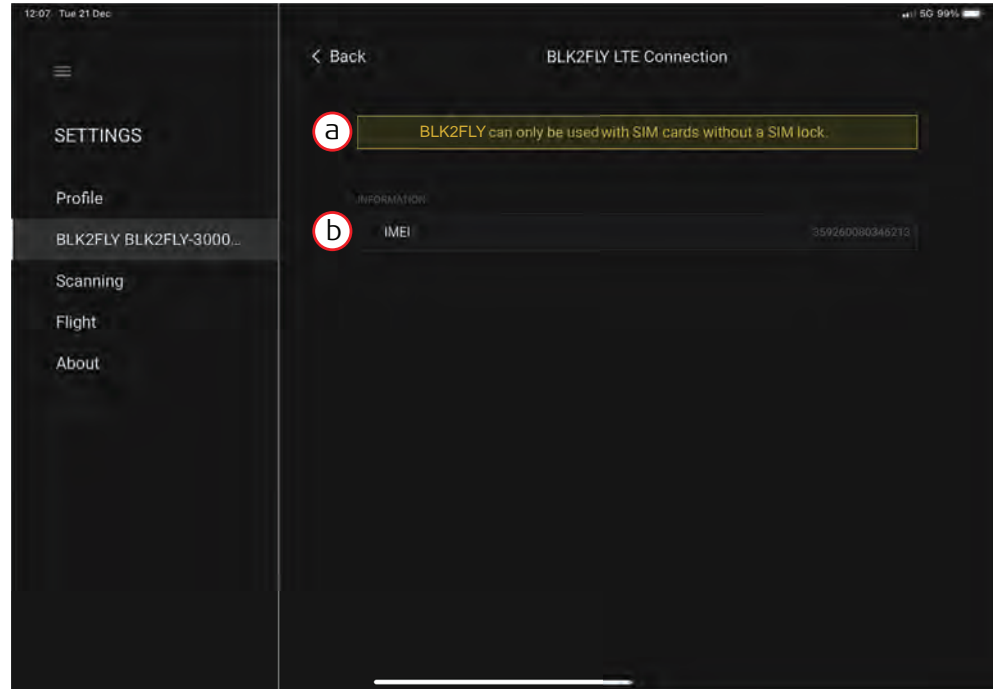 12:07 Tue 21 Dec
5G 99%
Back
BLK2FLY LTE Connection
SETTINGS
a
BLK2FLY can only be used with SIM cards without a SIM lock.
Profile
INFORMATION
BLK2FLY BLK2FLY-3000...
b
IMEI
359260080346213
Scanning
Flight
About